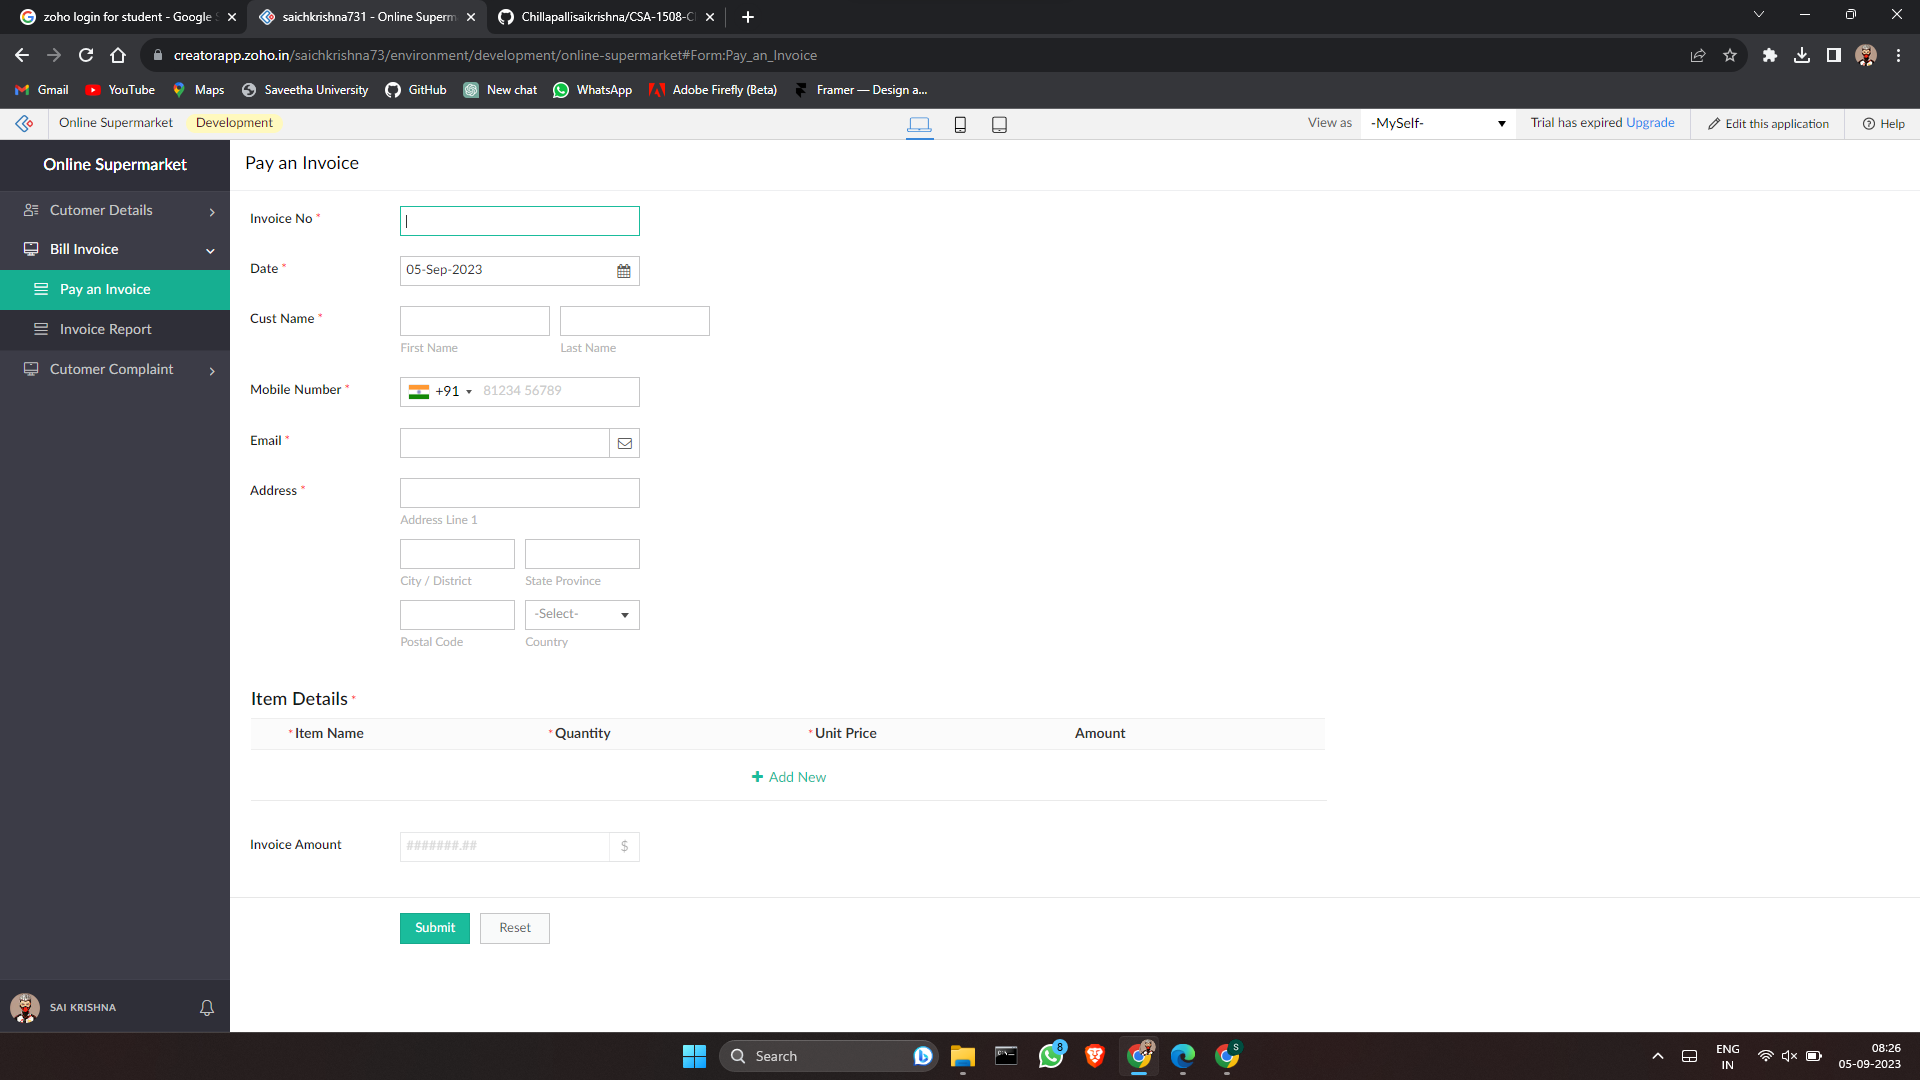 zoho login for student - Google
saichkrishna731 - Online Superm
Chillapallisaikrishna/CSA-1508-C
creatorapp.zoho.in/saichkrishna73/environment/development/online-supermarket#Form:Pay_an_Invoice
Gmail
YouTube
Maps
Saveetha University
GitHub
New chat
WhatsApp
Adobe Firefly (Beta)
Framer — Design a...
Online Supermarket
Development
View as
-MySelf-
Trial has expired Upgrade
Edit this application
Help
Online Supermarket
Cutomer Details
Bill Invoice
Pay an Invoice
Invoice Report
Cutomer Complaint
SAI KRISHNA
Pay an Invoice
Invoice No *
Date *
05-Sep-2023
Cust Name *
First Name
Last Name
Mobile Number *
+91
81234 56789
Email *
Address *
Address Line 1
City / District
State Province
Postal Code
-Select-
Country
Item Details *
* Item Name
* Quantity
* Unit Price
Amount
+ Add New
Invoice Amount
#######.##
$
Submit
Reset
Search
8
S
ENG
IN
08:26
05-09-2023